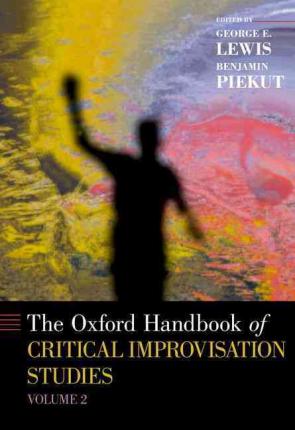 EDITED BY
GEORGE E.
LEWIS
BENJAMIN
PIEKUT
The Oxford Handbook of
CRITICAL IMPROVISATION
STUDIES
VOLUME 2